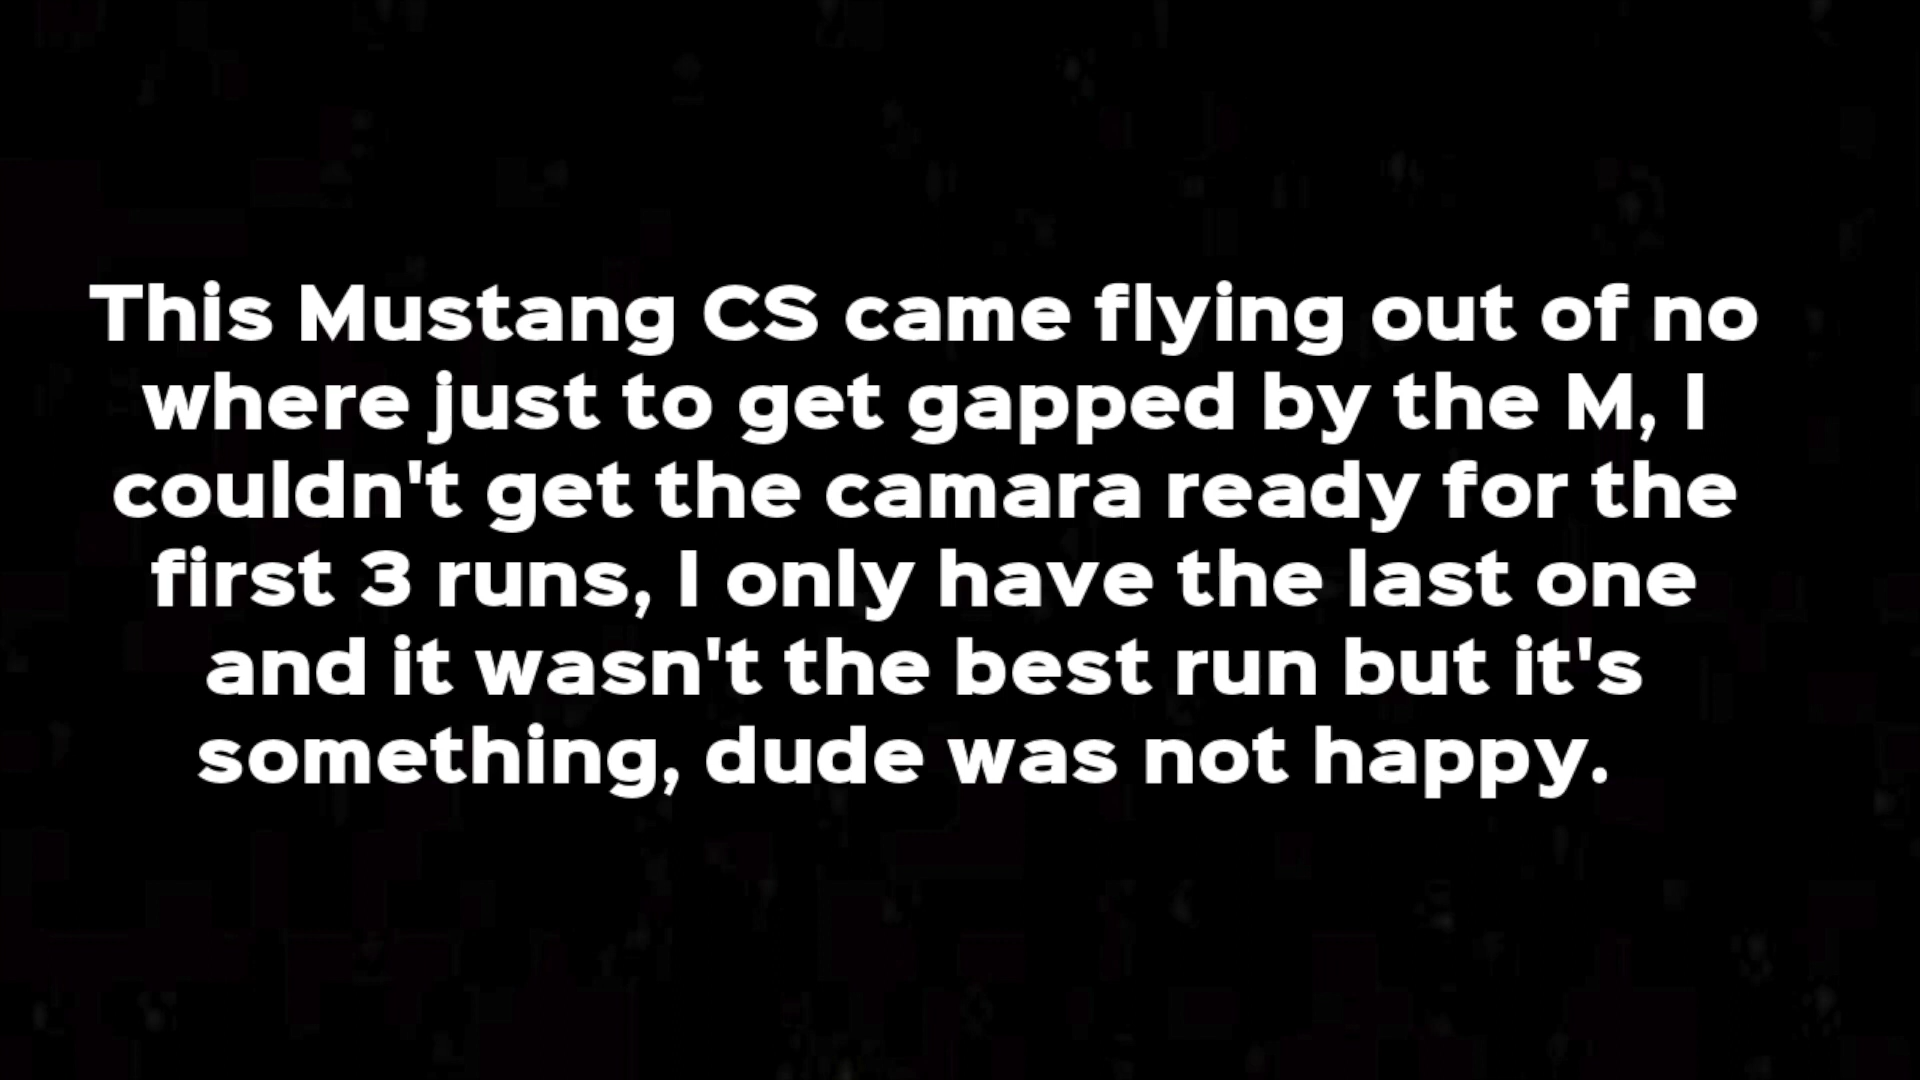 This Mustang CS came flying out of no
where just to get gapped by the M, I
couldn't get the camara ready for the
first 3 runs, I only have the last one
and it wasn't the best run but it's
something, dude was not happy.